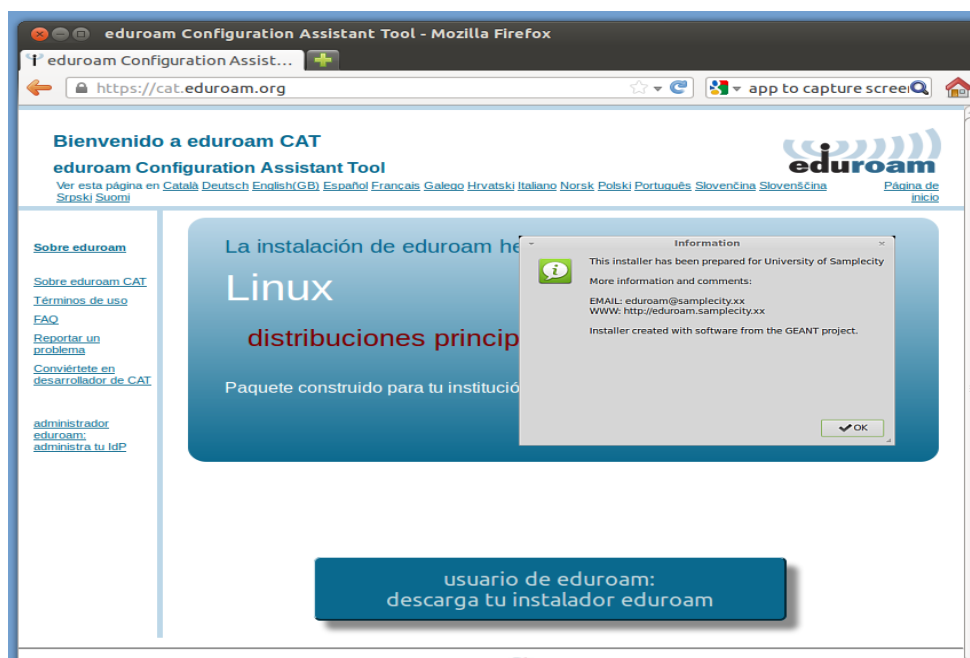 eduroam Configuration Assistant Tool - Mozilla Firefox
eduroam Configuration Assist...
https://cat.eduroam.org
app to capture screen
Bienvenido a eduroam CAT
eduroam Configuration Assistant Tool
eduroam
Ver esta página en Català Deutsch English(GB) Español Français Galego Hrvatski Italiano Norsk Polski Português Slovenčina Slovenščina
Srpski Suomi
Página de
inicio
Sobre eduroam
Sobre eduroam CAT
Términos de uso
FAQ
Reportar un
problema
Conviértete en
desarrollador de CAT
administrador
eduroam:
administra tu IdP
La instalación de eduroam he
Linux
distribuciones princip
Paquete construido para tu institució
Information
This installer has been prepared for University of Samplecity
More information and comments:
EMAIL: eduroam@samplecity.xx
WWW: http://eduroam.samplecity.xx
Installer created with software from the GEANT project.
OK
usuario de eduroam:
descarga tu instalador eduroam